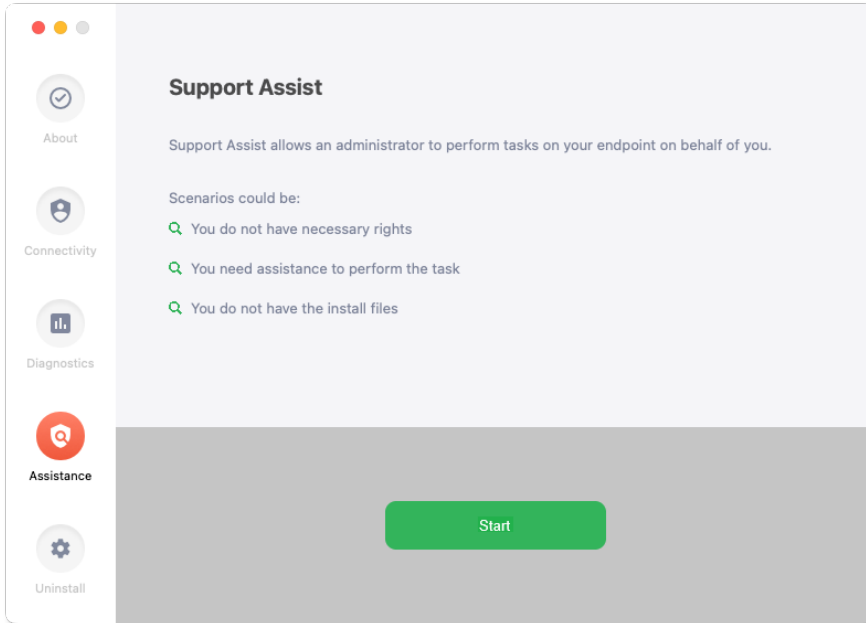 About
Connectivity
Diagnostics
Assistance
Uninstall
Support Assist
Support Assist allows an administrator to perform tasks on your endpoint on behalf of you.
Scenarios could be:
You do not have necessary rights
You need assistance to perform the task
You do not have the install files
Start